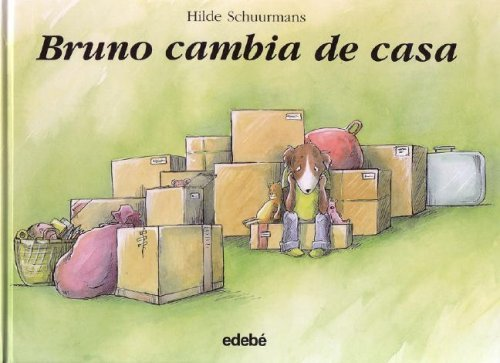 Hilde Schuurmans
Bruno cambia de casa
edebé